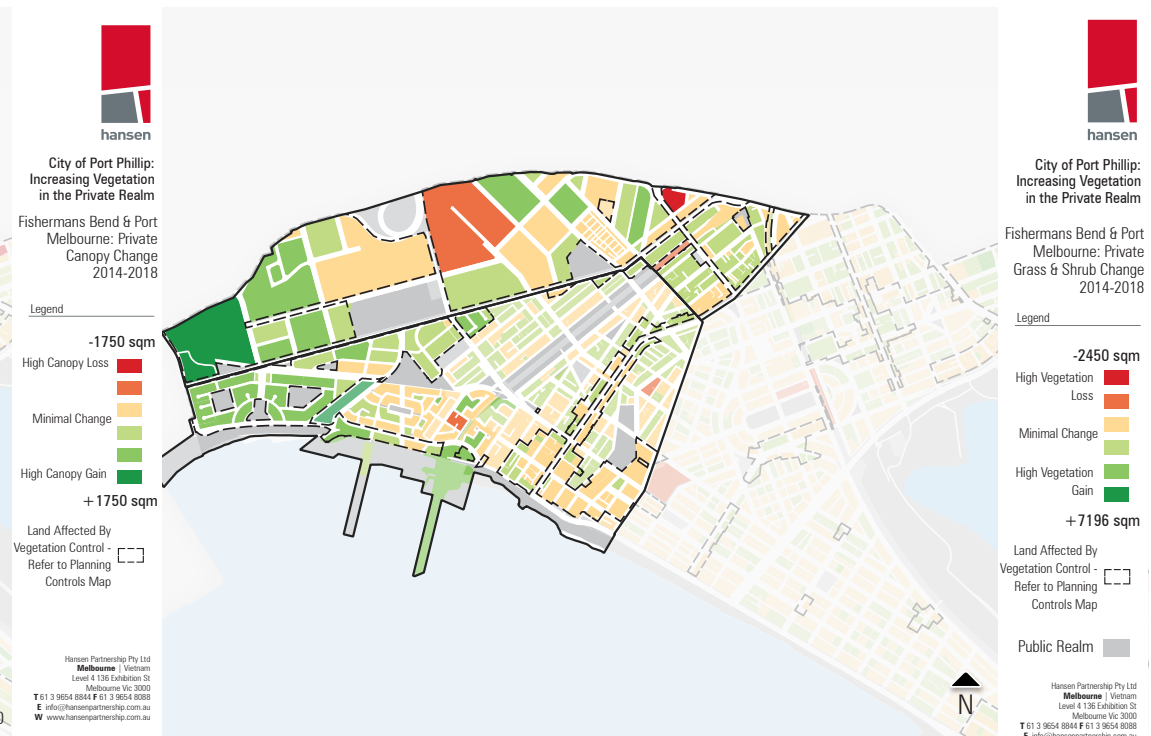 hansen
City of Port Phillip:
Increasing Vegetation
in the Private Realm
Fishermans Bend & Port
Melbourne: Private
Canopy Change
2014-2018
Legend
-1750 sqm
High Canopy Loss
Minimal Change
High Canopy Gain
+1750 sqm
Land Affected By
Vegetation Control -
Refer to Planning
Controls Map
Hansen Partnership Pty Ltd
Melbourne | Vietnam
Level 4 136 Exhibition St
Melbourne Vic 3000
T 61 3 9654 8844 F 61 3 9654 8088
E info@hansenpartnership.com.au
W www.hansenpartnership.com.au
N
hansen
City of Port Phillip:
Increasing Vegetation
in the Private Realm
Fishermans Bend & Port
Melbourne: Private
Grass & Shrub Change
2014-2018
Legend
-2450 sqm
High Vegetation
Loss
Minimal Change
High Vegetation
Gain
+7196 sqm
Land Affected By
Vegetation Control -
Refer to Planning
Controls Map
Public Realm
Hansen Partnership Pty Ltd
Melbourne | Vietnam
Level 4 136 Exhibition St
Melbourne Vic 3000
T 61 3 9654 8844 F 61 3 9654 8088
E info@hansenpartnership.com.au